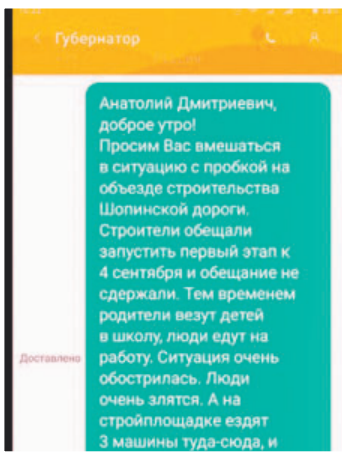 Губернатор
Анатолий Дмитриевич,
доброе утро!
Просим Вас вмешаться
в ситуацию с пробкой на
объезде строительства
Шопинской дороги.
Строители обещали
запустить первый этап к
4 сентября и обещание не
сдержали. Тем временем
родители везут детей
в школу, люди едут на
Доставлено
работу. Ситуация очень
обострилась. Люди
очень злятся. А на
стройплощадке ездят
3 машины туда-сюда, и